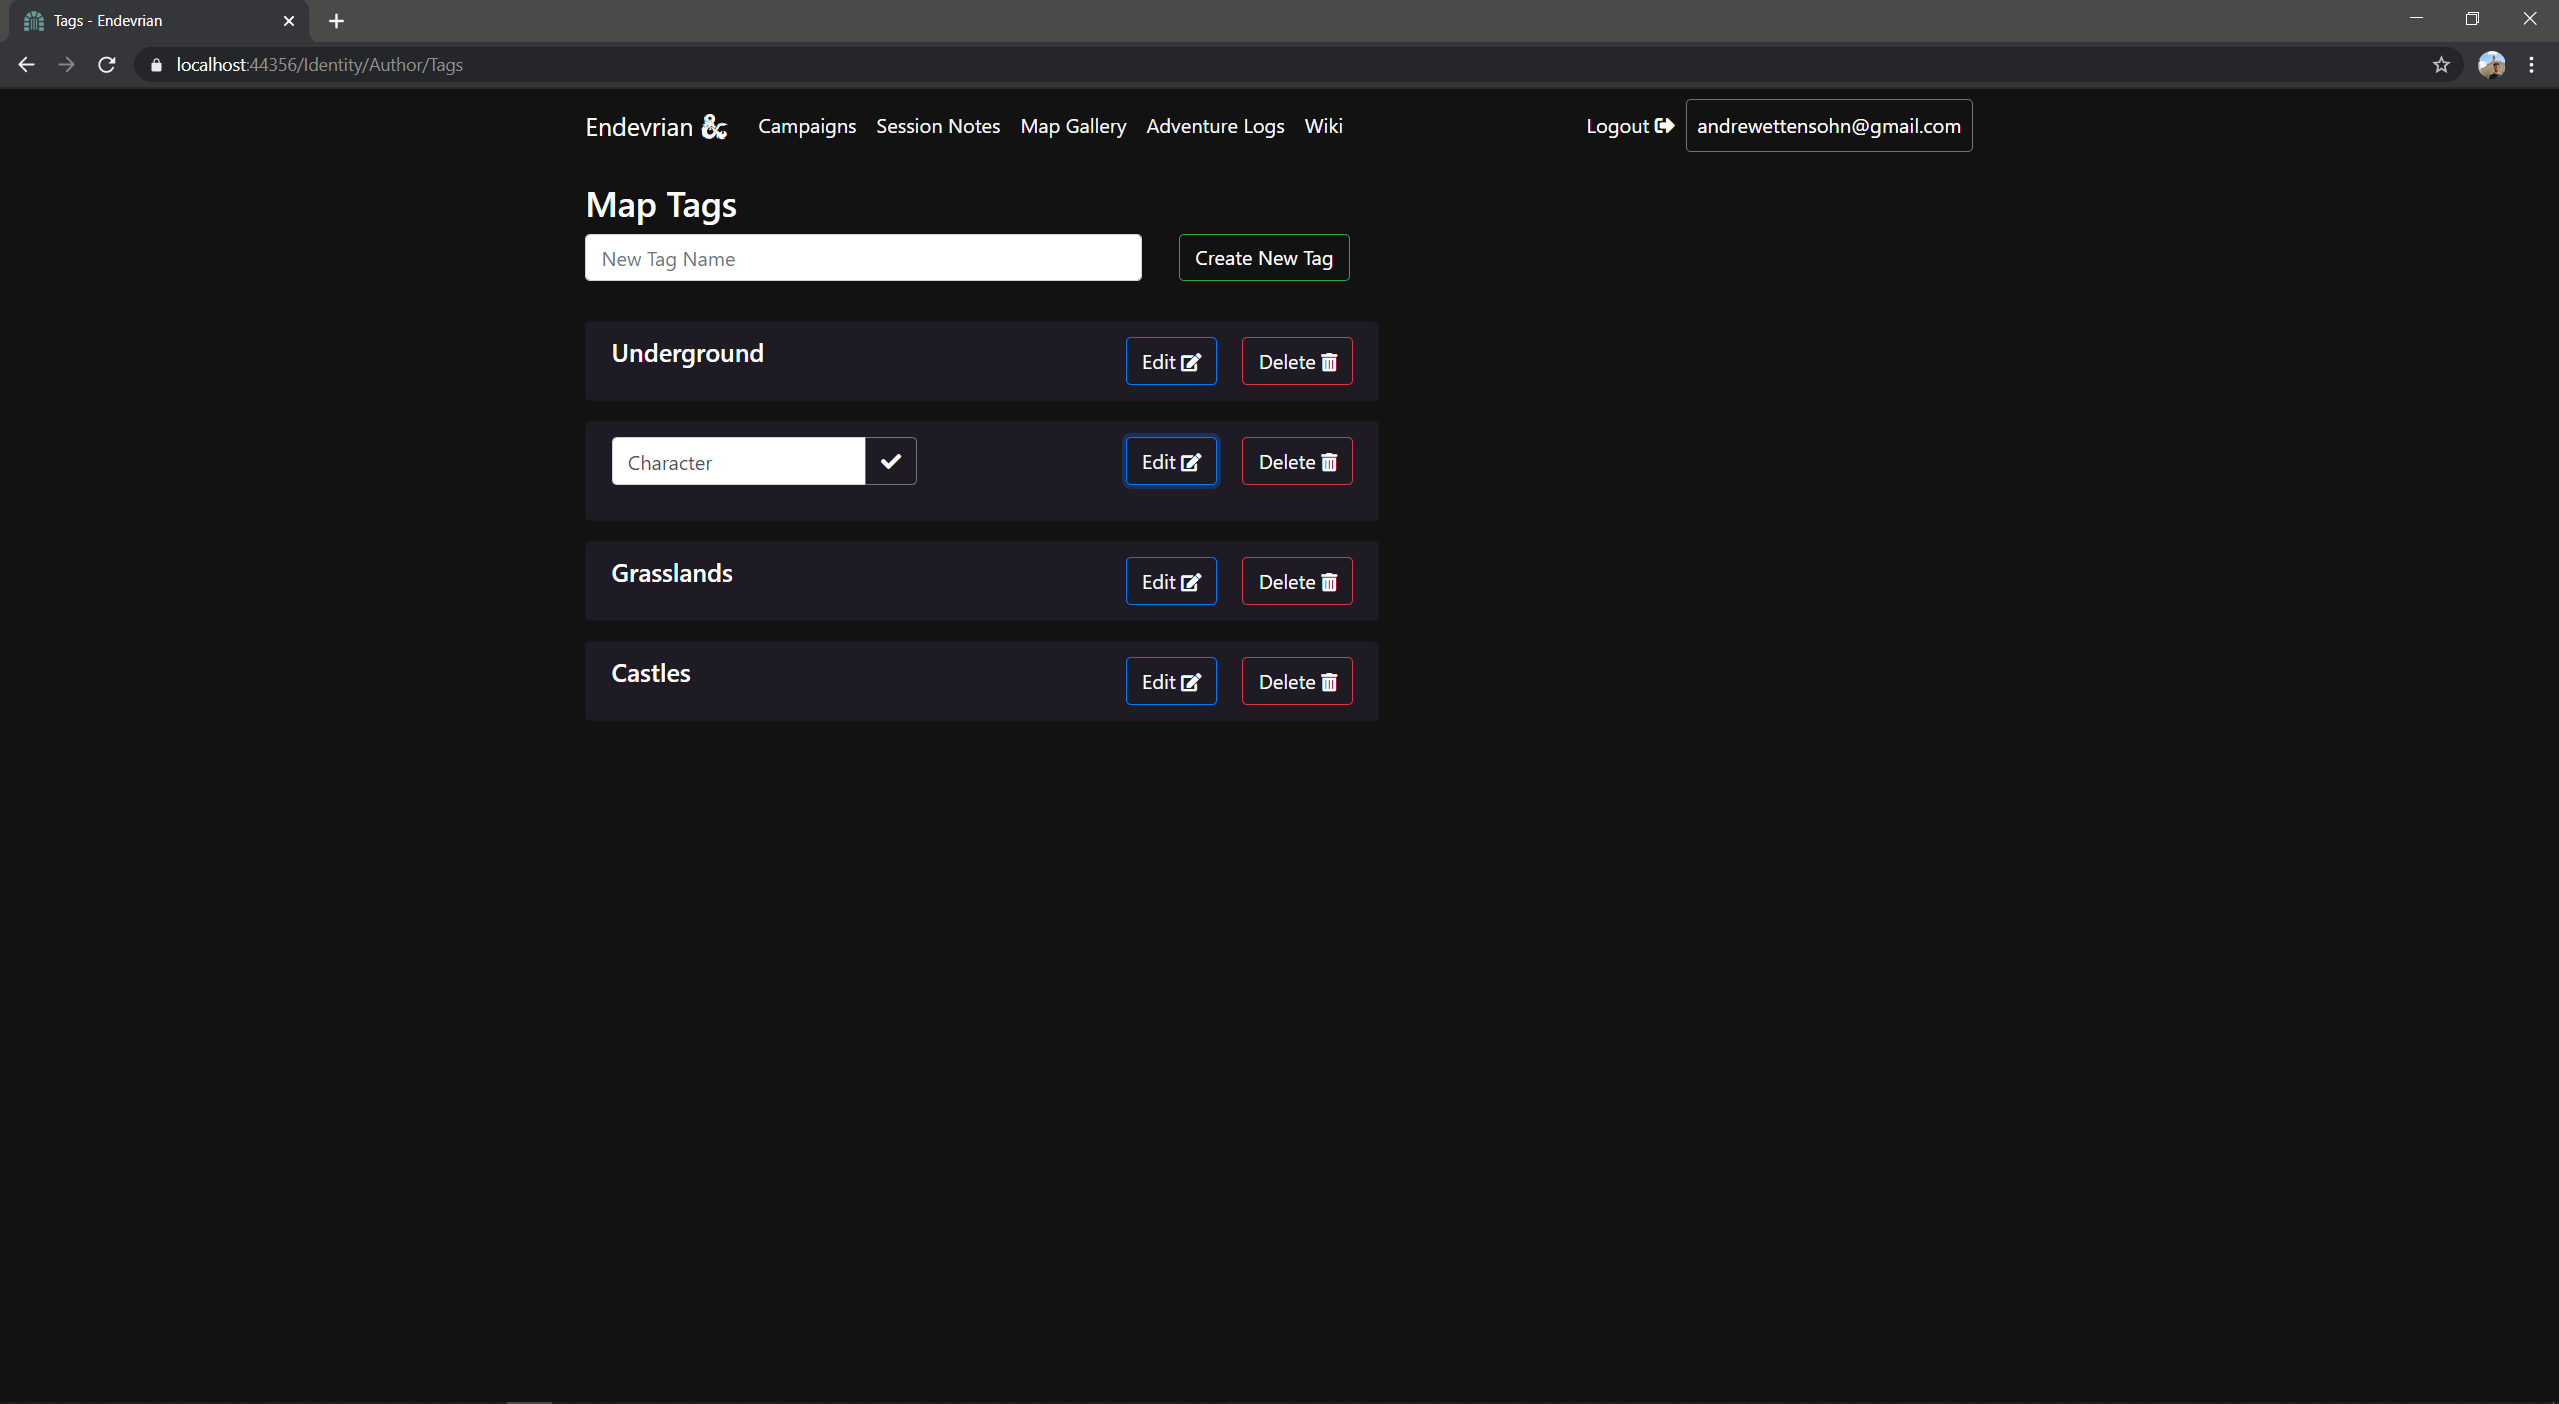 Tags - Endevrian
localhost:44356/Identity/Author/Tags
Endevrian & Campaigns Session Notes Map Gallery Adventure Logs Wiki Logout andrewettensohn@gmail.com
Map Tags
New Tag Name Create New Tag
Underground Edit Delete
Character Edit Delete
Grasslands Edit Delete
Castles Edit Delete